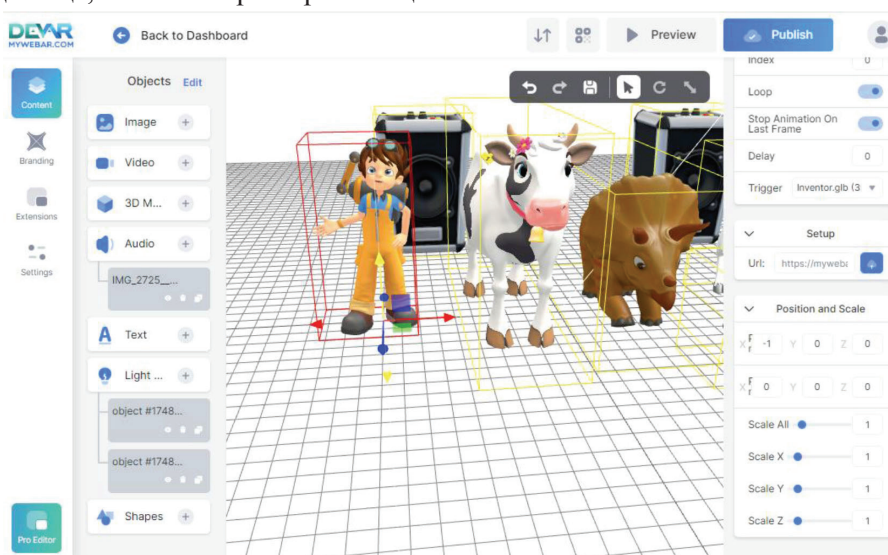 DEVAR
MYWEBAR.COM
Back to Dashboard
Preview
Publish
Content
Branding
Extensions
Settings
Pro Editor
Objects Edit
Image +
Video +
3D M... +
Audio +
IMG_2725__...
Text +
Light ... +
object #1748...
object #1748...
Shapes +
Index 0
Loop
Stop Animation On
Last Frame
Delay 0
Trigger Inventor.glb (3
Setup
Url: https://myweba
Position and Scale
X -1 Y 0 Z 0
X 0 Y 0 Z 0
Scale All 1
Scale X 1
Scale Y 1
Scale Z 1